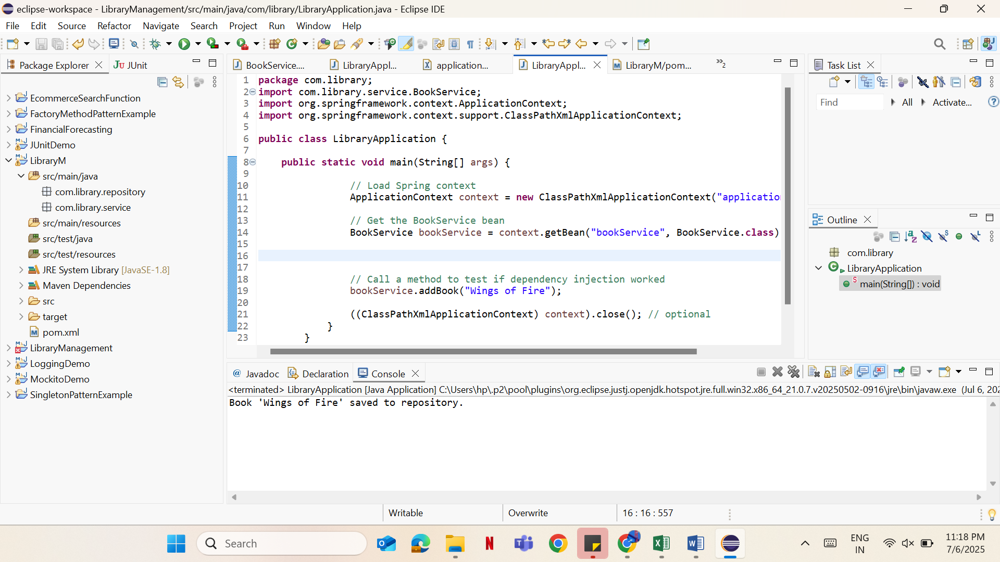 eclipse-workspace - LibraryManagement/src/main/java/com/library/LibraryApplication.java - Eclipse IDE
File Edit Source Refactor Navigate Search Project Run Window Help
Package Explorer
JUnit
EcommerceSearchFunction
FactoryMethodPatternExample
FinancialForecasting
JUnitDemo
LibraryM
src/main/java
com.library.repository
com.library.service
src/main/resources
src/test/java
src/test/resources
JRE System Library [JavaSE-1.8]
Maven Dependencies
src
target
pom.xml
LibraryManagement
LoggingDemo
MockitoDemo
SingletonPatternExample
BookService.... LibraryAppl... application... LibraryAppl... LibraryM/pom... »2
1 package com.library;
2 import com.library.service.BookService;
3 import org.springframework.context.ApplicationContext;
4 import org.springframework.context.support.ClassPathXmlApplicationContext;
5
6 public class LibraryApplication {
7
8 public static void main(String[] args) {
9
10 // Load Spring context
11 ApplicationContext context = new ClassPathXmlApplicationContext("applicatio
12
13 // Get the BookService bean
14 BookService bookService = context.getBean("bookService", BookService.class)
15
16
17
18 // Call a method to test if dependency injection worked
19 bookService.addBook("Wings of Fire");
20
21 ((ClassPathXmlApplicationContext) context).close(); // optional
22 }
23 }
Task List
Find All Activate...
Outline
com.library
LibraryApplication
main(String[]) : void
@ Javadoc Declaration Console
<terminated> LibraryApplication [Java Application] C:\Users\hp\.p2\pool\plugins\org.eclipse.justj.openjdk.hotspot.jre.full.win32.x86_64_21.0.7.v20250502-0916\jre\bin\javaw.exe (Jul 6, 202
Book 'Wings of Fire' saved to repository.
Writable Overwrite 16 : 16 : 557
Search
ENG
IN
11:18 PM
7/6/2025